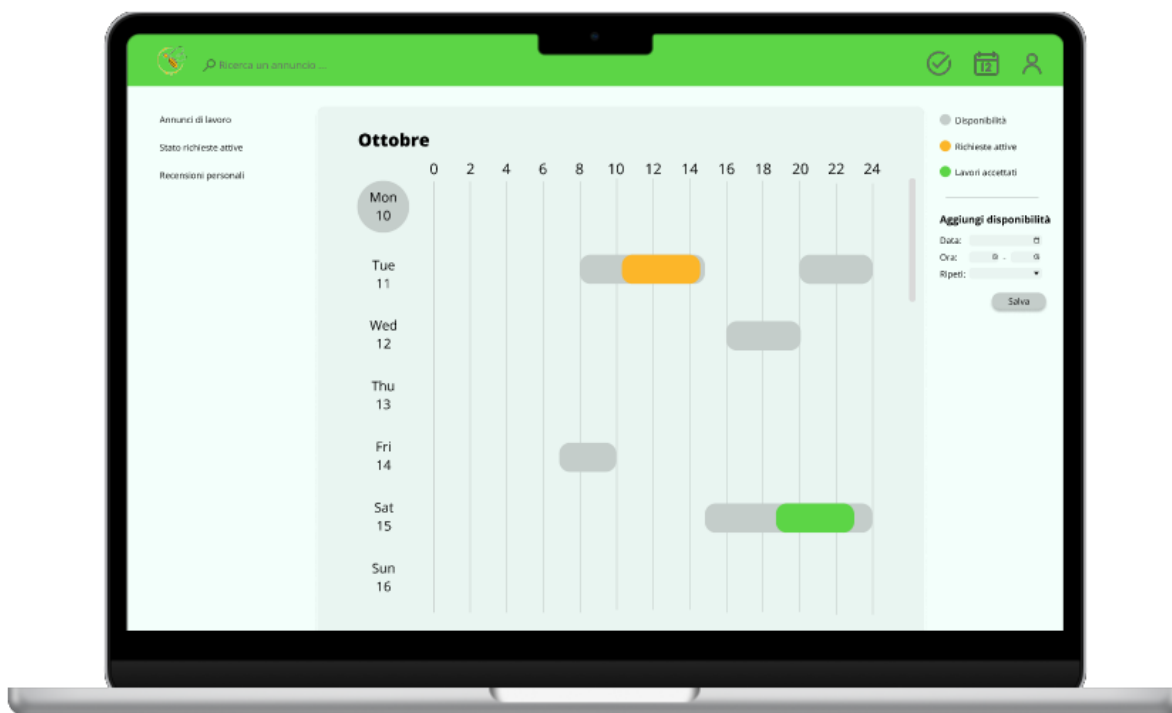 Ricerca un annuncio ...
12
Annunci di lavoro
Stato richieste attive
Recensioni personali
Ottobre
0 2 4 6 8 10 12 14 16 18 20 22 24
Mon
10
Tue
11
Wed
12
Thu
13
Fri
14
Sat
15
Sun
16
Disponibilità
Richieste attive
Lavori accettati
Aggiungi disponibilità
Data:
Ora: -
Ripeti:
Salva